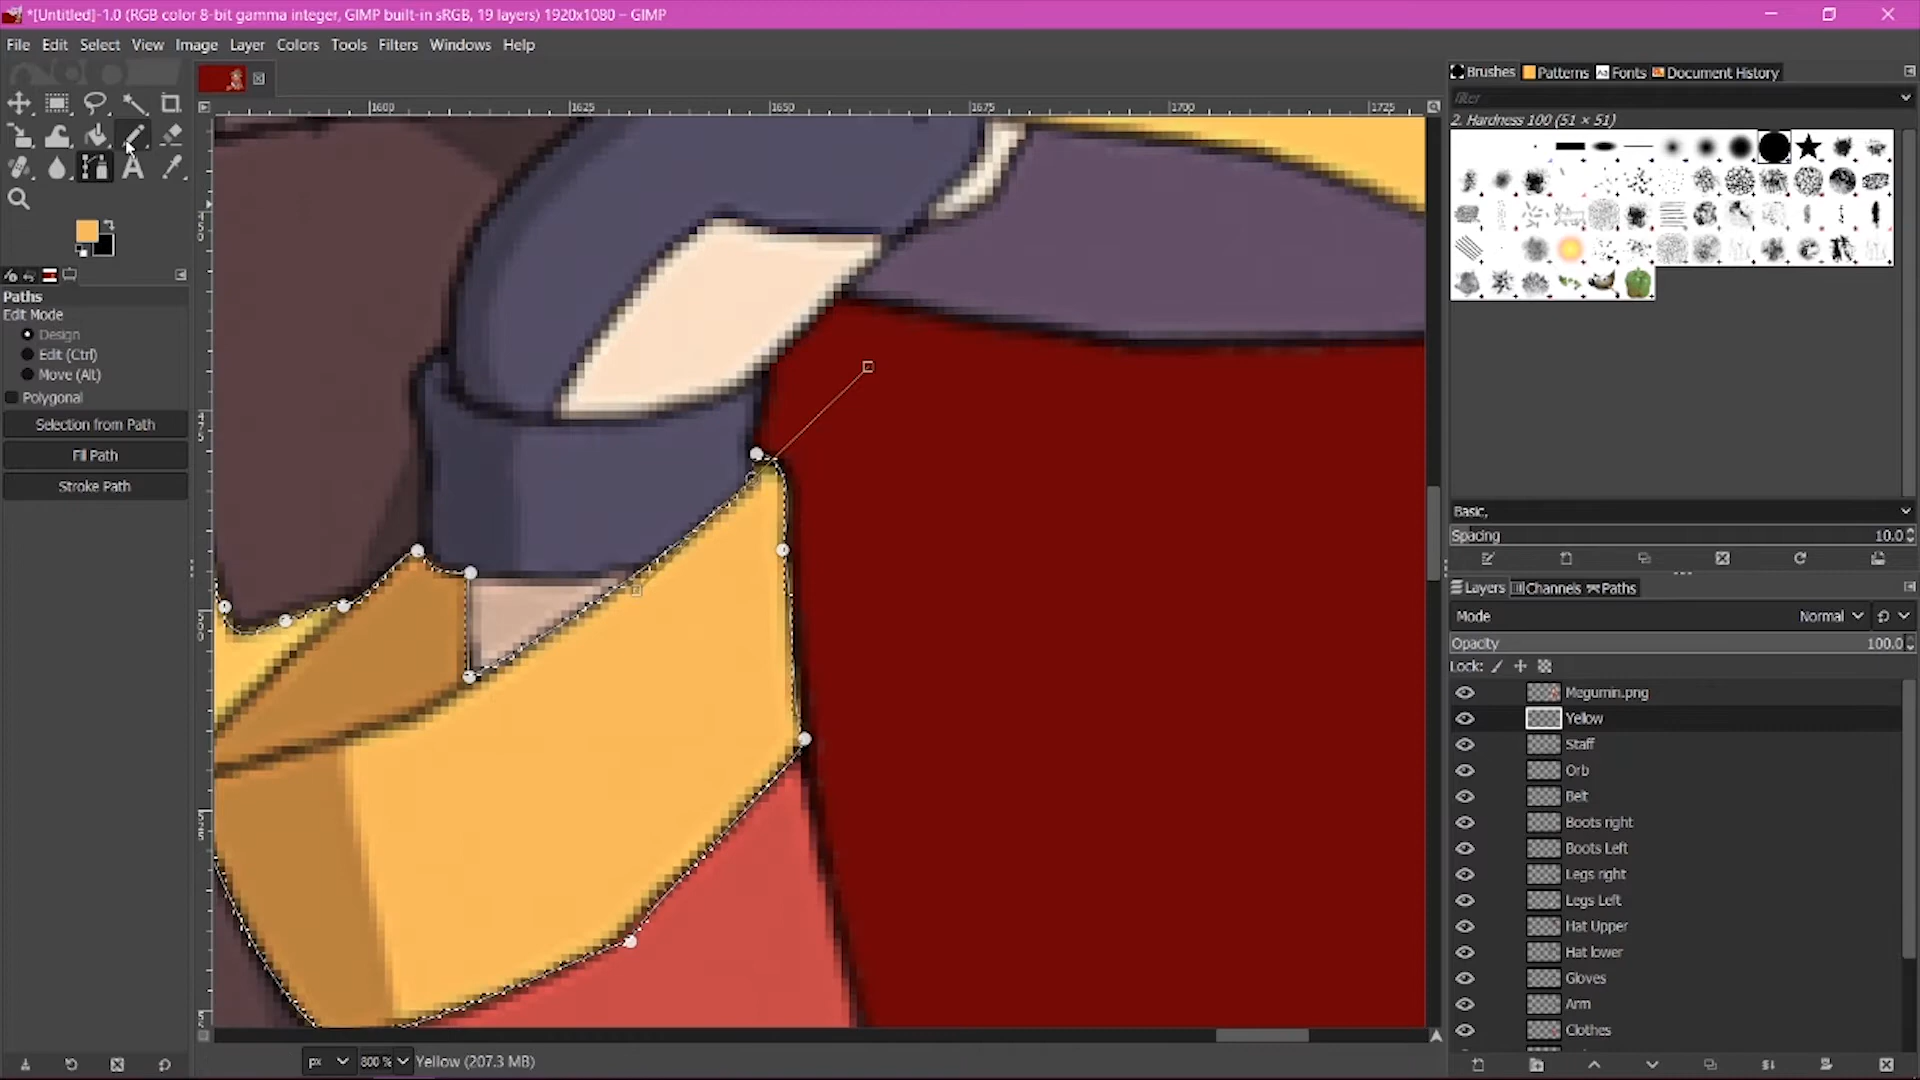 *[Untitled]-1.0 (RGB color 8-bit gamma integer, GIMP built-in sRGB, 19 layers) 1920x1080 – GIMP
File Edit Select View Image Layer Colors Tools Filters Windows Help
Brushes Patterns Fonts Document History
filter
2. Hardness 100 (51 × 51)
1600 1625 1650 1675 1700 1725
Paths
Edit Mode
Design
Edit (Ctrl)
Move (Alt)
Polygonal
Selection from Path
Fill Path
Stroke Path
Basic,
Spacing 10.0
Layers Channels Paths
Mode Normal
Opacity 100.0
Lock:
Megumin.png
Yellow
Staff
Orb
Belt
Boots right
Boots Left
Legs right
Legs Left
Hat Upper
Hat lower
Gloves
Arm
Clothes
px 800 % Yellow (207.3 MB)